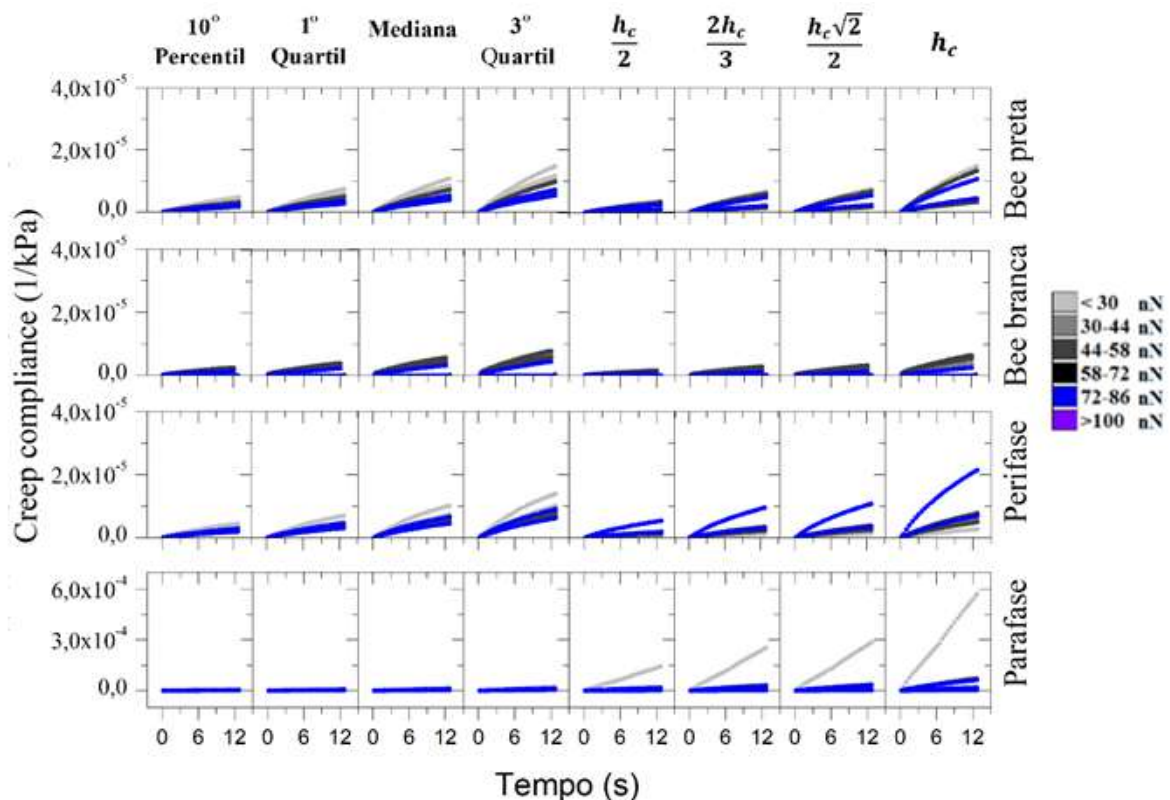 10° Percentil
1° Quartil
Mediana
3° Quartil
h_c/2
2h_c/3
h_c√2/2
h_c
Creep compliance (1/kPa)
4,0x10⁻⁵
2,0x10⁻⁵
0,0
Bee preta
4,0x10⁻⁵
2,0x10⁻⁵
0,0
Bee branca
4,0x10⁻⁵
2,0x10⁻⁵
0,0
Perifase
6,0x10⁻⁴
3,0x10⁻⁴
0,0
Parafase
0 6 12 0 6 12 0 6 12 0 6 12 0 6 12 0 6 12 0 6 12 0 6 12
Tempo (s)
< 30 nN
30-44 nN
44-58 nN
58-72 nN
72-86 nN
>100 nN